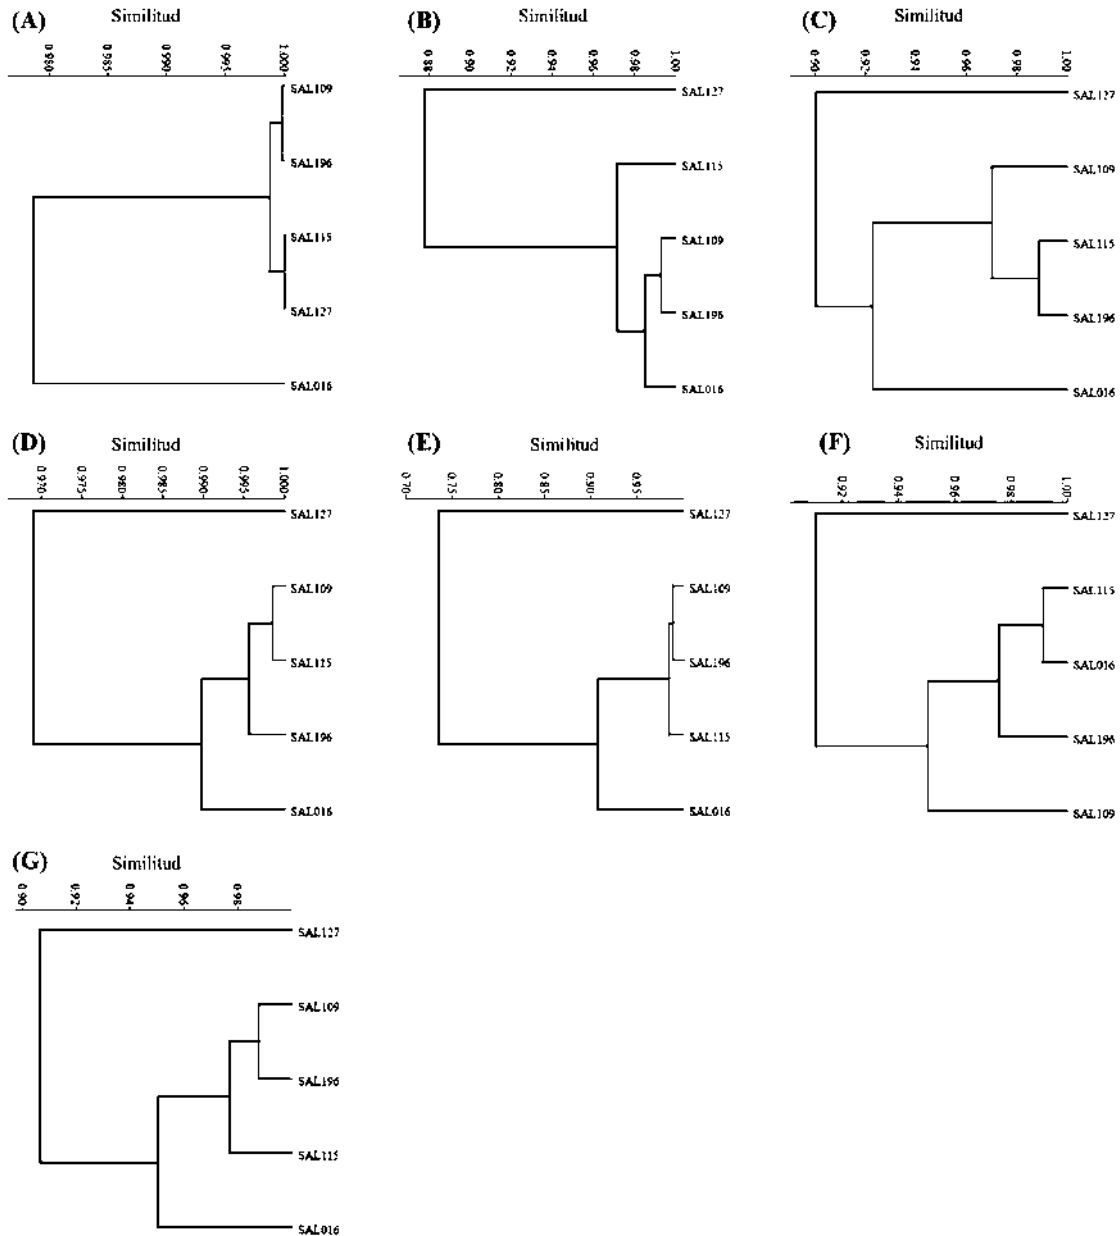 (A) Similitud
0.980 0.985 0.990 0.995 1.000
SAL109
SAL196
SAL115
SAL127
SAL016
(B) Similitud
0.88 0.90 0.92 0.94 0.96 0.98 1.00
SAL127
SAL115
SAL109
SAL196
SAL016
(C) Similitud
0.90 0.92 0.94 0.96 0.98 1.00
SAL127
SAL109
SAL115
SAL196
SAL016
(D) Similitud
0.970 0.975 0.980 0.985 0.990 0.995 1.000
SAL127
SAL109
SAL115
SAL196
SAL016
(E) Similitud
0.70 0.75 0.80 0.85 0.90 0.95
SAL127
SAL109
SAL196
SAL115
SAL016
(F) Similitud
0.92 0.94 0.96 0.98 1.00
SAL127
SAL115
SAL016
SAL196
SAL109
(G) Similitud
0.90 0.92 0.94 0.96 0.98
SAL127
SAL109
SAL196
SAL115
SAL016